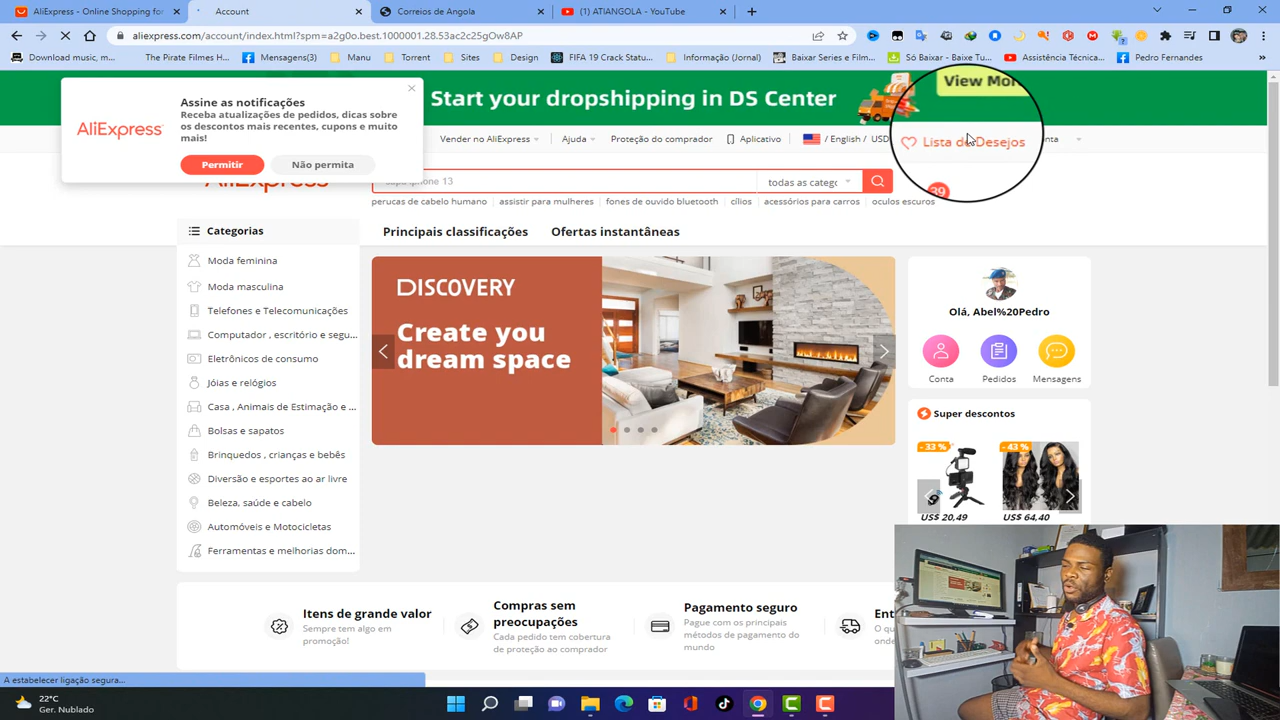 AliExpress - Online Shopping for
Account
Correios de Angola
ATIANGOLA - YouTube
aliexpress.com/account/index.html?spm=a2g0o.best.1000001.28.53ac2c25gOw8AP
Download music, m...
The Pirate Filmes H...
Mensagens(3)
Manu
Torrent
Sites
Design
FIFA 19 Crack Statu...
Informação (Jornal)
Baixar Series e Film...
Só Baixar - Baixe Tu...
Assistência Técnica...
Pedro Fernandes
Start your dropshipping in DS Center
View Mor
Assine as notificações
Receba atualizações de pedidos, dicas sobre
os descontos mais recentes, cupons e muito
mais!
AliExpress
Permitir
Não permita
Vender no AliExpress
Ajuda
Proteção do comprador
Aplicativo
/ English / USD
Lista de Desejos
39
AliExpress
capa iphone 13
todas as categc
perucas de cabelo humano
assistir para mulheres
fones de ouvido bluetooth
cílios
acessórios para carros
oculos escuros
Categorias
Principais classificações
Ofertas instantâneas
Moda feminina
Moda masculina
Telefones e Telecomunicações
Computador , escritório e segu...
Eletrônicos de consumo
Jóias e relógios
Casa , Animais de Estimação e ...
Bolsas e sapatos
Brinquedos , crianças e bebês
Diversão e esportes ao ar livre
Beleza, saúde e cabelo
Automóveis e Motocicletas
Ferramentas e melhorias dom...
DISCOVERY
Create you
dream space
Olá, Abel%20Pedro
Conta
Pedidos
Mensagens
Super descontos
- 33 %
- 43 %
US$ 20,49
US$ 64,40
Itens de grande valor
Sempre tem algo em
promoção!
Compras sem
preocupações
Cada pedido tem cobertura
de proteção ao comprador
Pagamento seguro
Pague com os principais
métodos de pagamento do
mundo
A estabelecer ligação segura...
22°C
Ger. Nublado